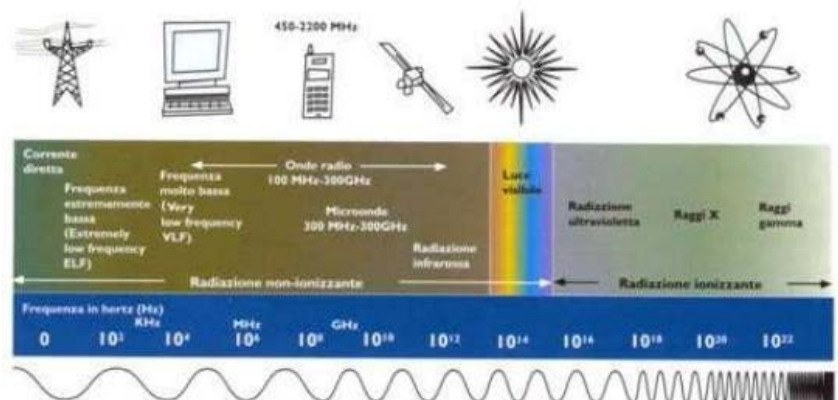 450-2200 MHz
Corrente
diretta
Frequenza
estremamente
bassa
(Extremely
low frequency
ELF)
Frequenza
molto bassa
(Very
low frequency
VLF)
Onde radio
100 MHz-300GHz
Microonde
300 MHz-300GHz
Radiazione
infrarossa
Luce
visibile
Radiazione
ultravioletta
Raggi X
Raggi
gamma
Radiazione non-ionizzante
Radiazione ionizzante
Frequenza in hertz (Hz)
KHz MHz GHz
0 10² 10⁴ 10⁶ 10⁸ 10¹⁰ 10¹² 10¹⁴ 10¹⁶ 10¹⁸ 10²⁰ 10²²